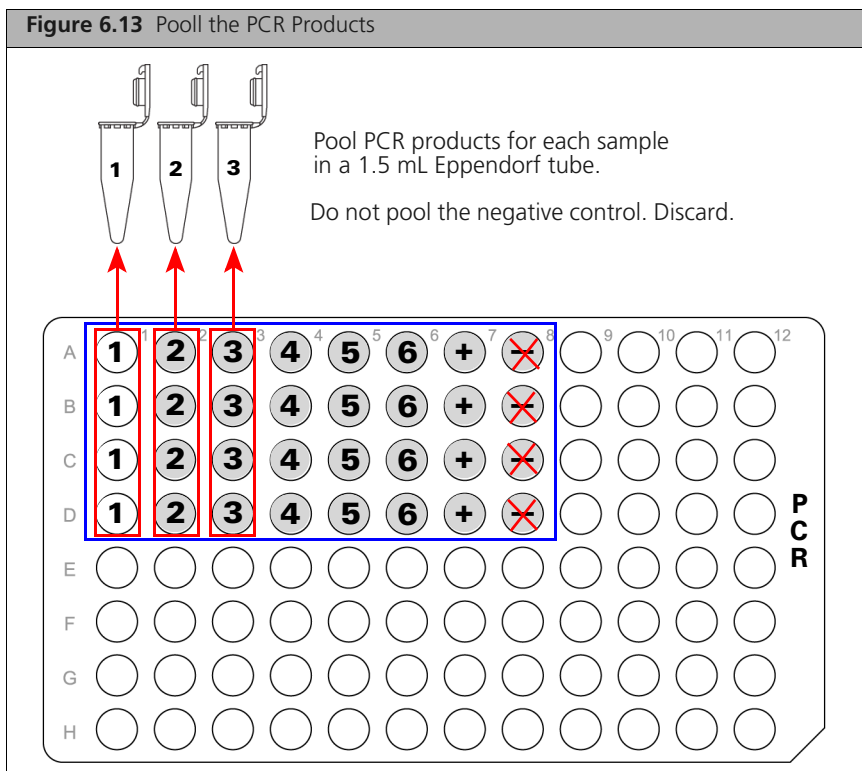 Figure 6.13 Pooll the PCR Products
1 2 3
Pool PCR products for each sample
in a 1.5 mL Eppendorf tube.
Do not pool the negative control. Discard.
1 2 3 4 5 6 7 8 9 10 11 12
A 1 2 3 4 5 6 + -
B 1 2 3 4 5 6 + -
C 1 2 3 4 5 6 + -
D 1 2 3 4 5 6 + -
E
F
G
H
P
C
R